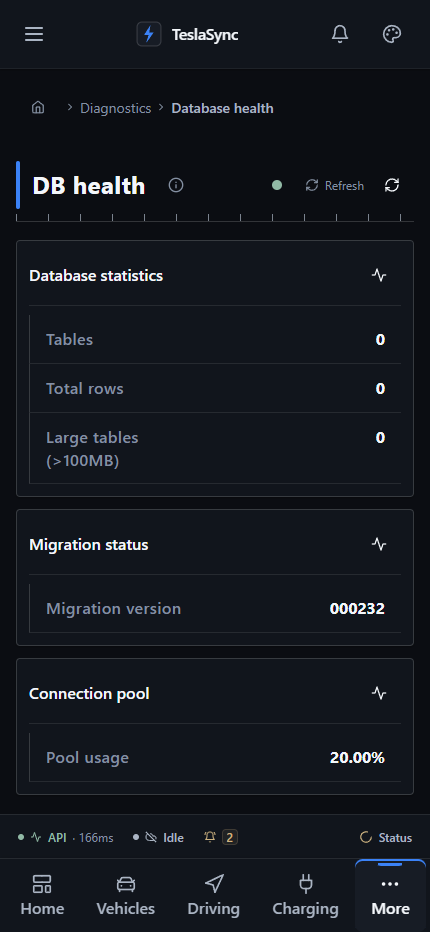 TeslaSync
Diagnostics
Database health
DB health
Refresh
Database statistics
Tables
0
Total rows
0
Large tables
(>100MB)
0
Migration status
Migration version
000232
Connection pool
Pool usage
20.00%
API · 166ms
Idle
2
Status
Home
Vehicles
Driving
Charging
More